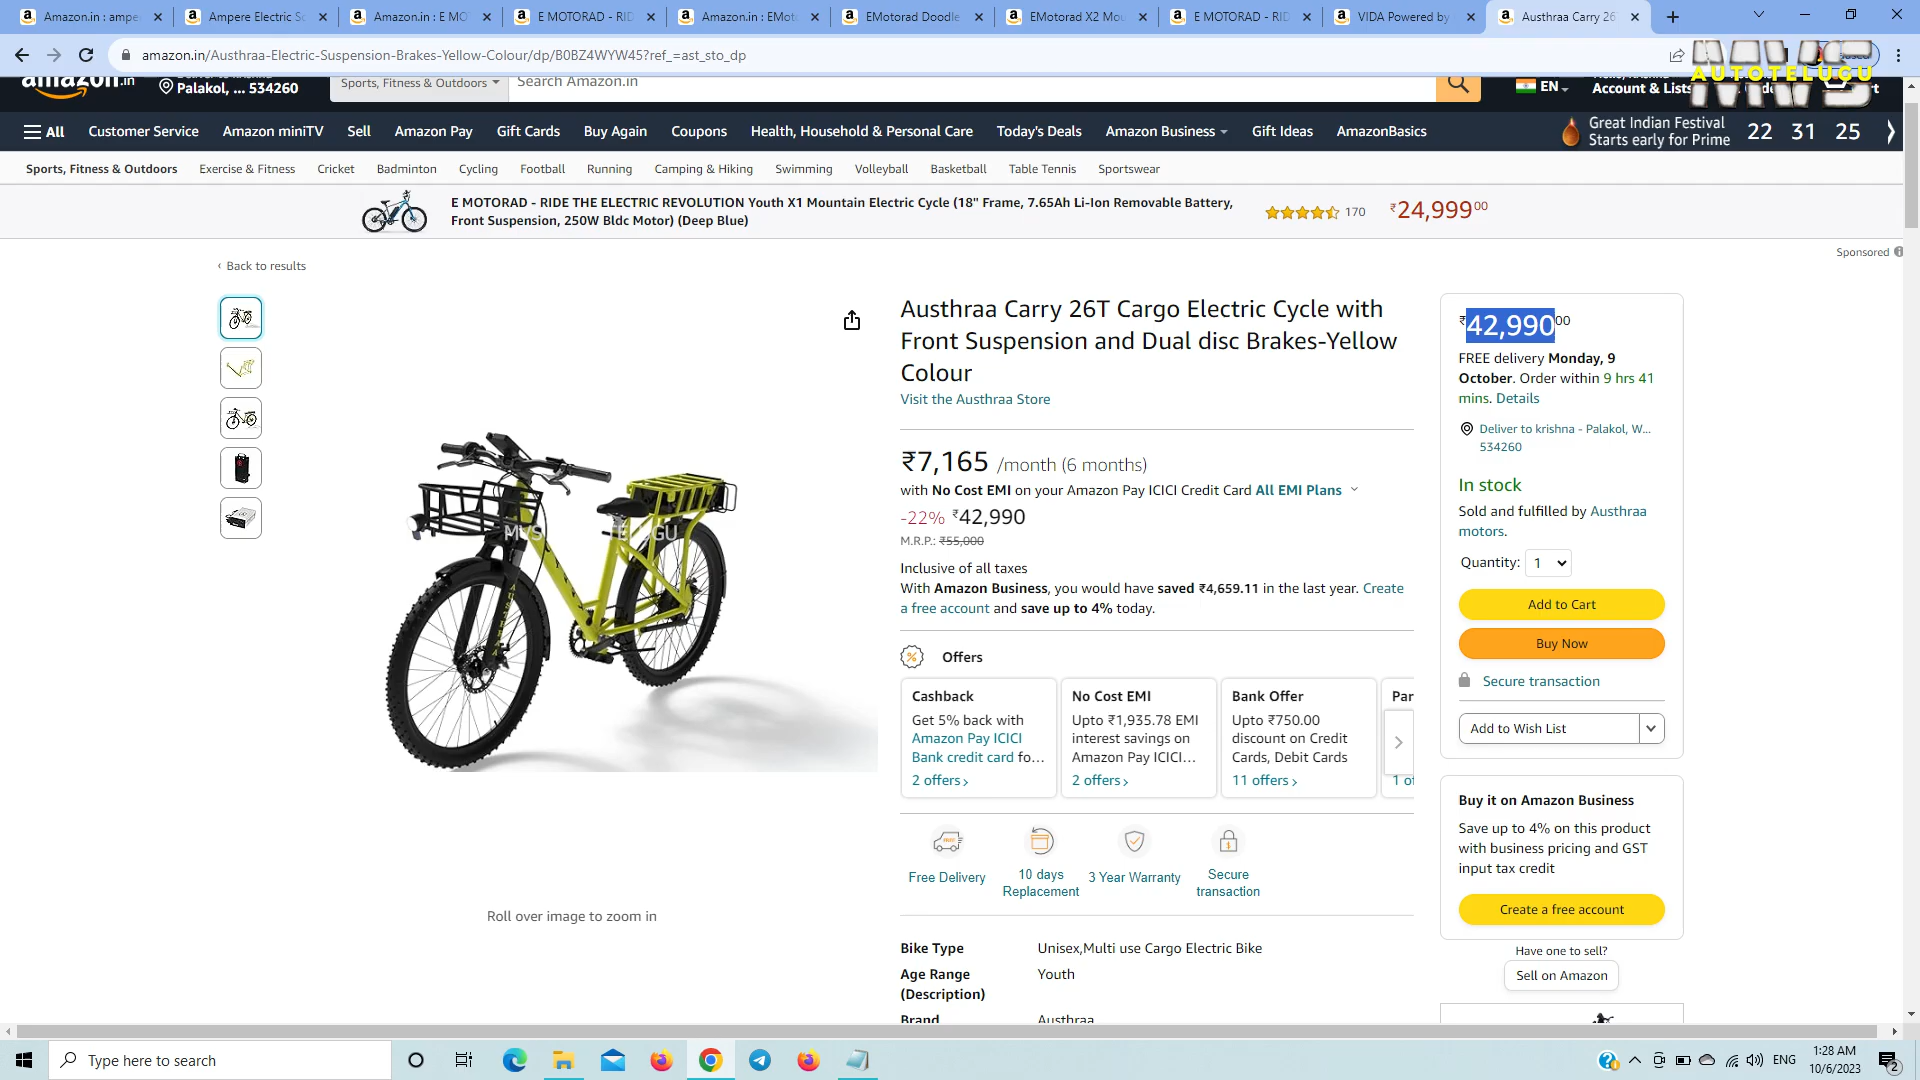 Amazon.in : ampe
Ampere Electric Sc
Amazon.in : E MO
E MOTORAD - RID
Amazon.in : EMot
EMotorad Doodle
EMotorad X2 Mou
E MOTORAD - RID
VIDA Powered by
Austhraa Carry 26
amazon.in/Austhraa-Electric-Suspension-Brakes-Yellow-Colour/dp/B0BZ4WYW45?ref_=ast_sto_dp
AUTOTELUGU
amazon.in
Palakol, ... 534260
Sports, Fitness & Outdoors
Search Amazon.in
EN
Account & Lists
All
Customer Service
Amazon miniTV
Sell
Amazon Pay
Gift Cards
Buy Again
Coupons
Health, Household & Personal Care
Today's Deals
Amazon Business
Gift Ideas
AmazonBasics
Great Indian Festival
Starts early for Prime
22 31 25
Sports, Fitness & Outdoors
Exercise & Fitness
Cricket
Badminton
Cycling
Football
Running
Camping & Hiking
Swimming
Volleyball
Basketball
Table Tennis
Sportswear
E MOTORAD - RIDE THE ELECTRIC REVOLUTION Youth X1 Mountain Electric Cycle (18" Frame, 7.65Ah Li-Ion Removable Battery,
Front Suspension, 250W Bldc Motor) (Deep Blue)
170
₹24,99900
Sponsored
‹ Back to results
Austhraa Carry 26T Cargo Electric Cycle with
Front Suspension and Dual disc Brakes-Yellow
Colour
Visit the Austhraa Store
₹7,165 /month (6 months)
with No Cost EMI on your Amazon Pay ICICI Credit Card All EMI Plans
-22% ₹42,990
M.R.P.: ₹55,000
Inclusive of all taxes
With Amazon Business, you would have saved ₹4,659.11 in the last year. Create
a free account and save up to 4% today.
Offers
Cashback
Get 5% back with
Amazon Pay ICICI
Bank credit card fo…
2 offers ›
No Cost EMI
Upto ₹1,935.78 EMI
interest savings on
Amazon Pay ICICI…
2 offers ›
Bank Offer
Upto ₹750.00
discount on Credit
Cards, Debit Cards
11 offers ›
Par
1 of
Free Delivery
10 days
Replacement
3 Year Warranty
Secure
transaction
Bike Type
Unisex,Multi use Cargo Electric Bike
Age Range
(Description)
Youth
Brand
Austhraa
Roll over image to zoom in
₹42,99000
FREE delivery Monday, 9
October. Order within 9 hrs 41
mins. Details
Deliver to krishna - Palakol, W...
534260
In stock
Sold and fulfilled by Austhraa
motors.
Quantity: 1
Add to Cart
Buy Now
Secure transaction
Add to Wish List
Buy it on Amazon Business
Save up to 4% on this product
with business pricing and GST
input tax credit
Create a free account
Have one to sell?
Sell on Amazon
Type here to search
ENG
1:28 AM
10/6/2023
2